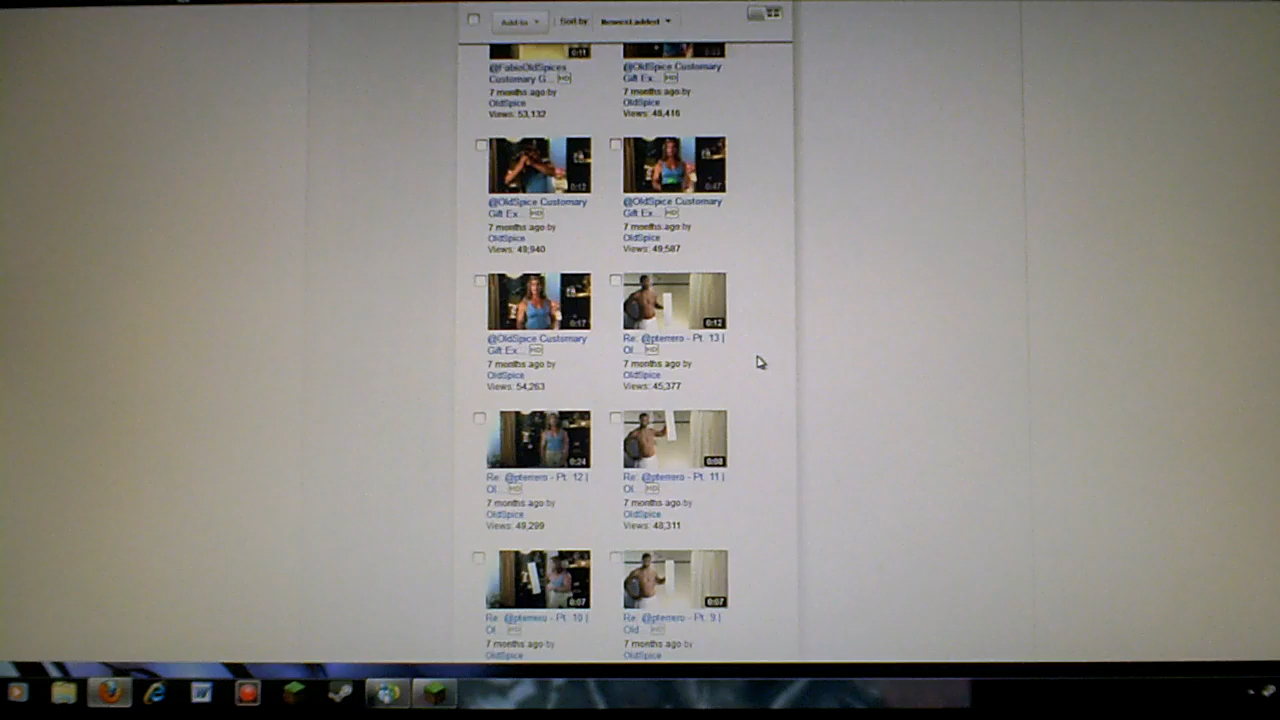 Add to
Sort by
Newest added
0:11
@FabioOldSpices
Customary G... HD
7 months ago by
OldSpice
Views: 53,132
@OldSpice Customary
Gift Ex... HD
7 months ago by
OldSpice
Views: 48,416
0:12
@OldSpice Customary
Gift Ex... HD
7 months ago by
OldSpice
Views: 49,940
0:47
@OldSpice Customary
Gift Ex... HD
7 months ago by
OldSpice
Views: 49,587
0:17
@OldSpice Customary
Gift Ex... HD
7 months ago by
OldSpice
Views: 54,263
0:12
Re: @pterrero - Pt. 13 |
Ol... HD
7 months ago by
OldSpice
Views: 45,377
0:24
Re: @pterrero - Pt. 12 |
Ol... HD
7 months ago by
OldSpice
Views: 49,299
0:08
Re: @pterrero - Pt. 11 |
Ol... HD
7 months ago by
OldSpice
Views: 48,311
0:07
Re: @pterrero - Pt. 10 |
Ol... HD
7 months ago by
OldSpice
0:07
Re: @pterrero - Pt. 9 |
Old... HD
7 months ago by
OldSpice